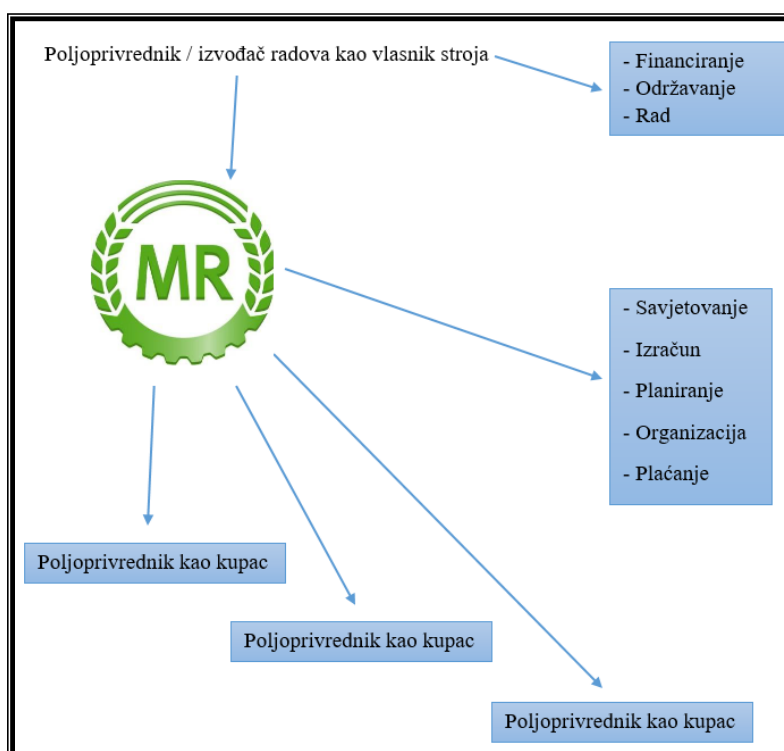 Poljoprivrednik / izvođač radova kao vlasnik stroja
- Financiranje
- Održavanje
- Rad
MR
- Savjetovanje
- Izračun
- Planiranje
- Organizacija
- Plaćanje
Poljoprivrednik kao kupac
Poljoprivrednik kao kupac
Poljoprivrednik kao kupac